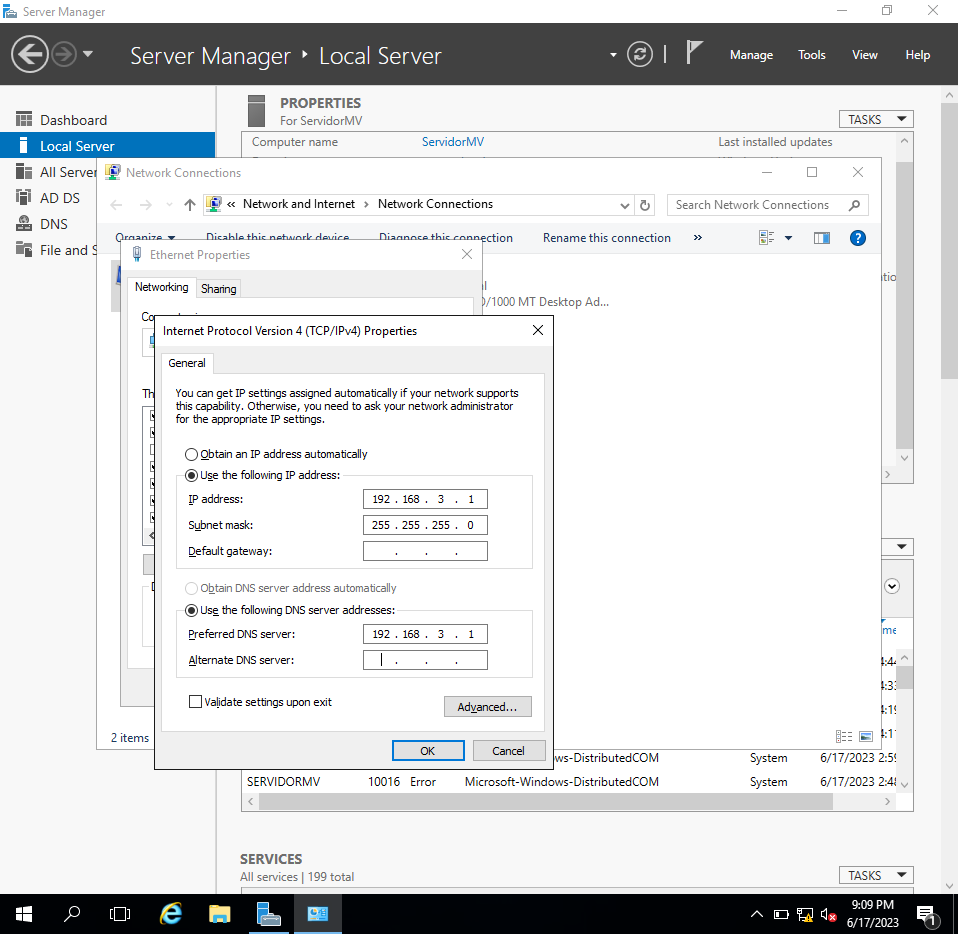 Server Manager
Server Manager • Local Server
Manage Tools View Help
Dashboard
Local Server
All Server
AD DS
DNS
File and S
PROPERTIES
For ServidorMV
TASKS
Computer name ServidorMV Last installed updates
Network Connections
« Network and Internet > Network Connections
Search Network Connections
Organize Disable this network device Diagnose this connection Rename this connection »
Ethernet Properties
Networking Sharing
/1000 MT Desktop Ad...
Internet Protocol Version 4 (TCP/IPv4) Properties
General
You can get IP settings assigned automatically if your network supports
this capability. Otherwise, you need to ask your network administrator
for the appropriate IP settings.
Obtain an IP address automatically
Use the following IP address:
IP address: 192 . 168 . 3 . 1
Subnet mask: 255 . 255 . 255 . 0
Default gateway: . . .
Obtain DNS server address automatically
Use the following DNS server addresses:
Preferred DNS server: 192 . 168 . 3 . 1
Alternate DNS server: . . .
Validate settings upon exit
Advanced...
OK Cancel
2 items
ws-DistributedCOM System 6/17/2023 2:59
SERVIDORMV 10016 Error Microsoft-Windows-DistributedCOM System 6/17/2023 2:48
SERVICES
All services | 199 total
TASKS
9:09 PM
6/17/2023
1